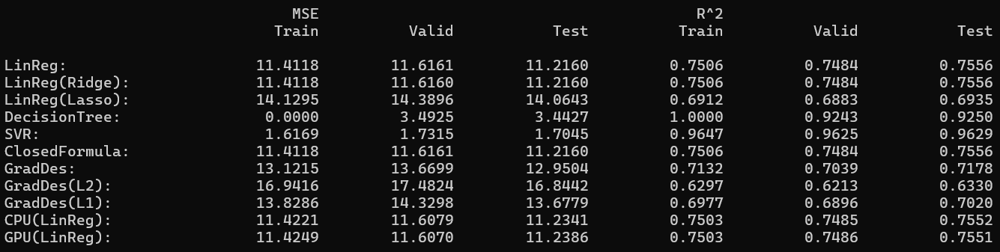 MSE R^2
Train Valid Test Train Valid Test
LinReg: 11.4118 11.6161 11.2160 0.7506 0.7484 0.7556
LinReg(Ridge): 11.4118 11.6160 11.2160 0.7506 0.7484 0.7556
LinReg(Lasso): 14.1295 14.3896 14.0643 0.6912 0.6883 0.6935
DecisionTree: 0.0000 3.4925 3.4427 1.0000 0.9243 0.9250
SVR: 1.6169 1.7315 1.7045 0.9647 0.9625 0.9629
ClosedFormula: 11.4118 11.6161 11.2160 0.7506 0.7484 0.7556
GradDes: 13.1215 13.6699 12.9504 0.7132 0.7039 0.7178
GradDes(L2): 16.9416 17.4824 16.8442 0.6297 0.6213 0.6330
GradDes(L1): 13.8286 14.3298 13.6779 0.6977 0.6896 0.7020
CPU(LinReg): 11.4221 11.6079 11.2341 0.7503 0.7485 0.7552
GPU(LinReg): 11.4249 11.6070 11.2386 0.7503 0.7486 0.7551